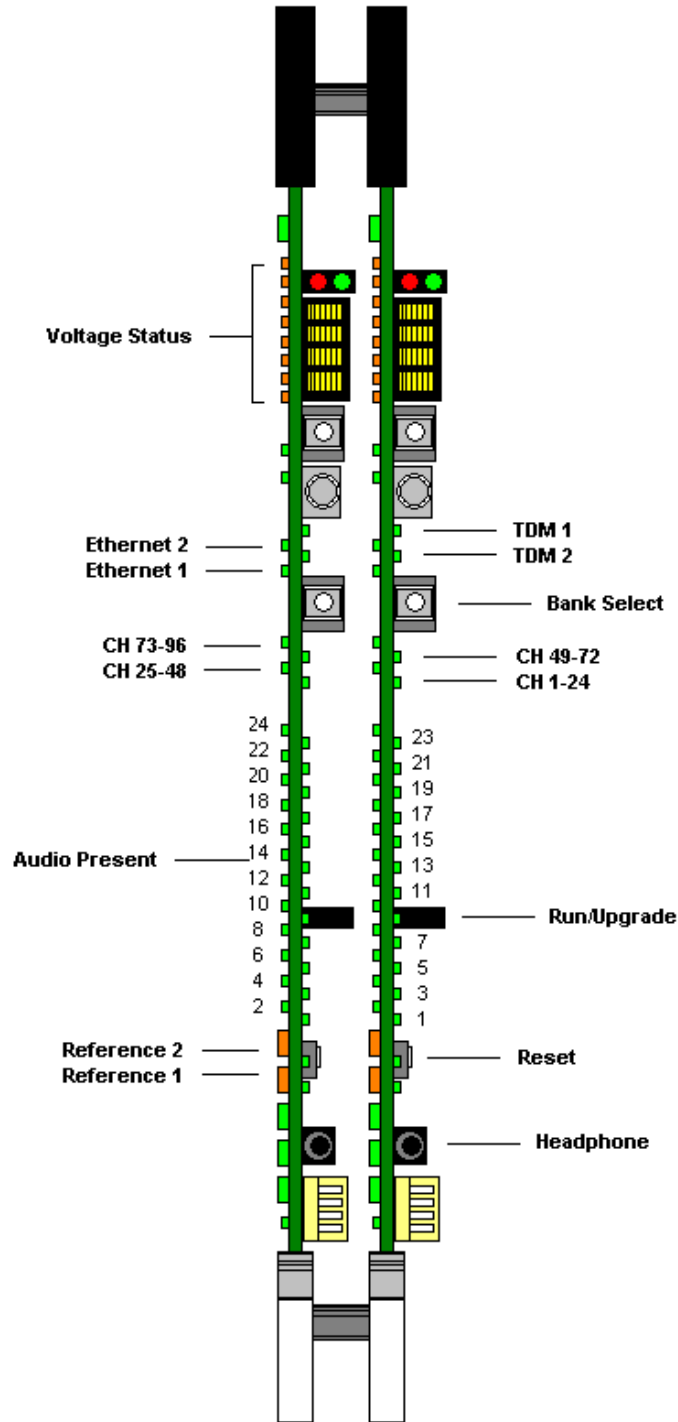 Voltage Status
TDM 1
Ethernet 2
TDM 2
Ethernet 1
Bank Select
CH 73-96
CH 49-72
CH 25-48
CH 1-24
24
23
22
21
20
19
18
17
16
15
Audio Present
14
13
12
11
10
Run/Upgrade
8
7
6
5
4
3
2
1
Reference 2
Reset
Reference 1
Headphone